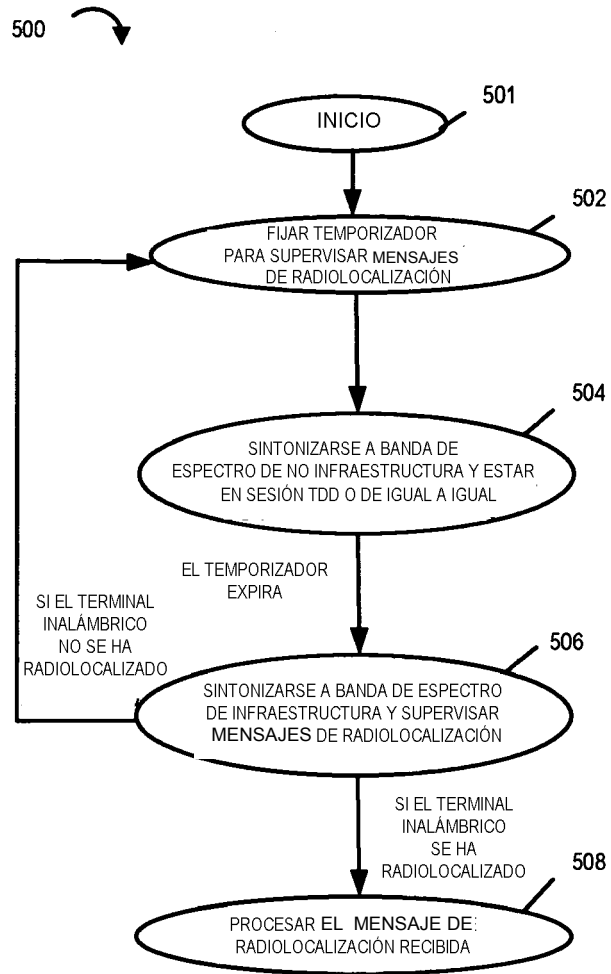 500
501
INICIO
502
FIJAR TEMPORIZADOR
PARA SUPERVISAR MENSAJES
DE RADIOLOCALIZACIÓN
504
SINTONIZARSE A BANDA DE
ESPECTRO DE NO INFRAESTRUCTURA Y ESTAR
EN SESIÓN TDD O DE IGUAL A IGUAL
EL TEMPORIZADOR
EXPIRA
SI EL TERMINAL
INALÁMBRICO
NO SE HA
RADIOLOCALIZADO
506
SINTONIZARSE A BANDA DE ESPECTRO
DE INFRAESTRUCTURA Y SUPERVISAR
MENSAJES DE RADIOLOCALIZACIÓN
SI EL TERMINAL
INALÁMBRICO
SE HA
RADIOLOCALIZADO
508
PROCESAR EL MENSAJE DE:
RADIOLOCALIZACIÓN RECIBIDA